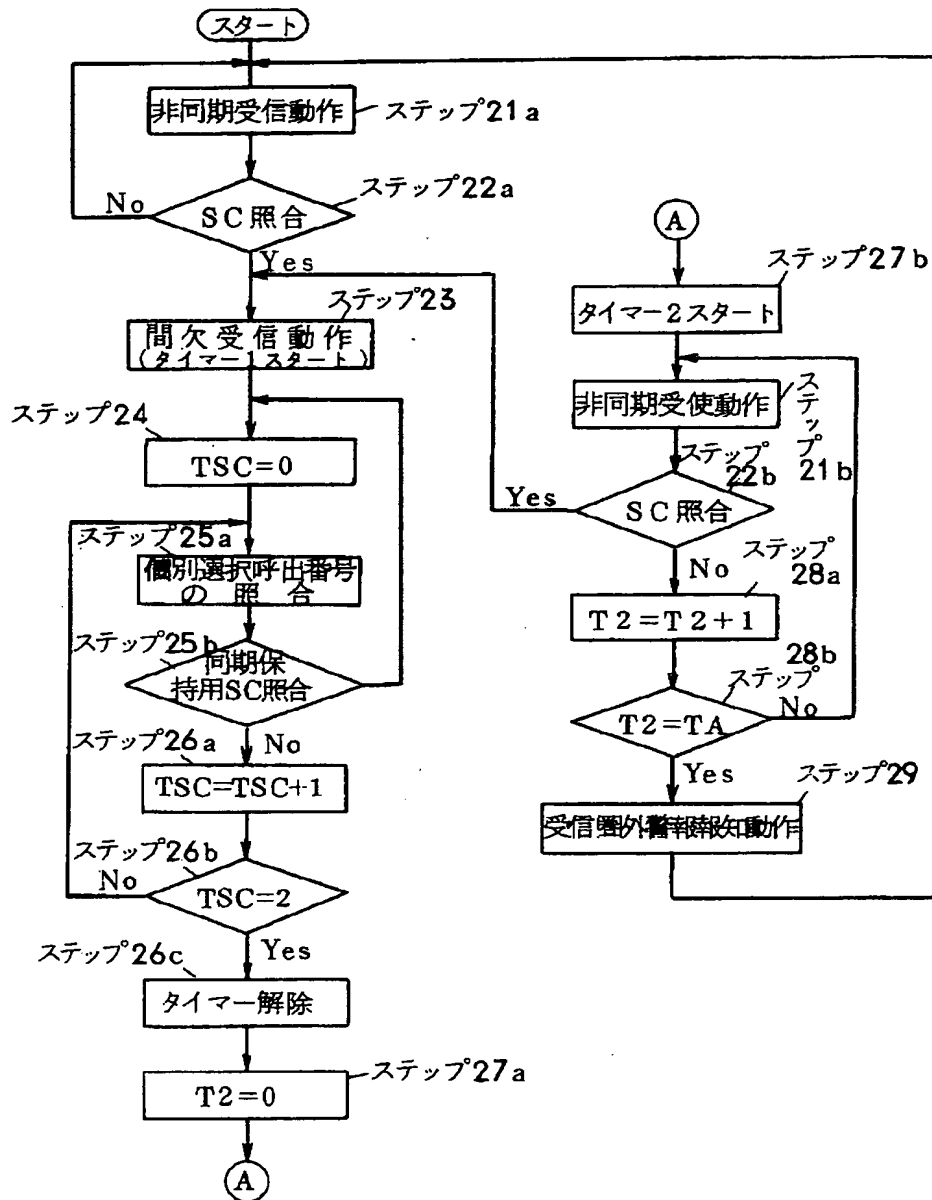 スタート
非同期受信動作
ステップ21a
ステップ22a
No
SC照合
Yes
ステップ23
間欠受信動作
(タイマー1スタート)
ステップ24
TSC=0
ステップ25a
個別選択呼出番号
の照合
ステップ25b
同期保
持用SC照合
No
ステップ26a
TSC=TSC+1
ステップ26b
No
TSC=2
Yes
ステップ26c
タイマー解除
ステップ27a
T2=0
A
A
ステップ27b
タイマー2スタート
非同期受使動作
ステップ
21b
ステップ
22b
Yes
SC照合
No
ステップ
28a
T2=T2+1
28b
ステップ
No
T2=TA
Yes
ステップ29
受信圏外警報報知動作